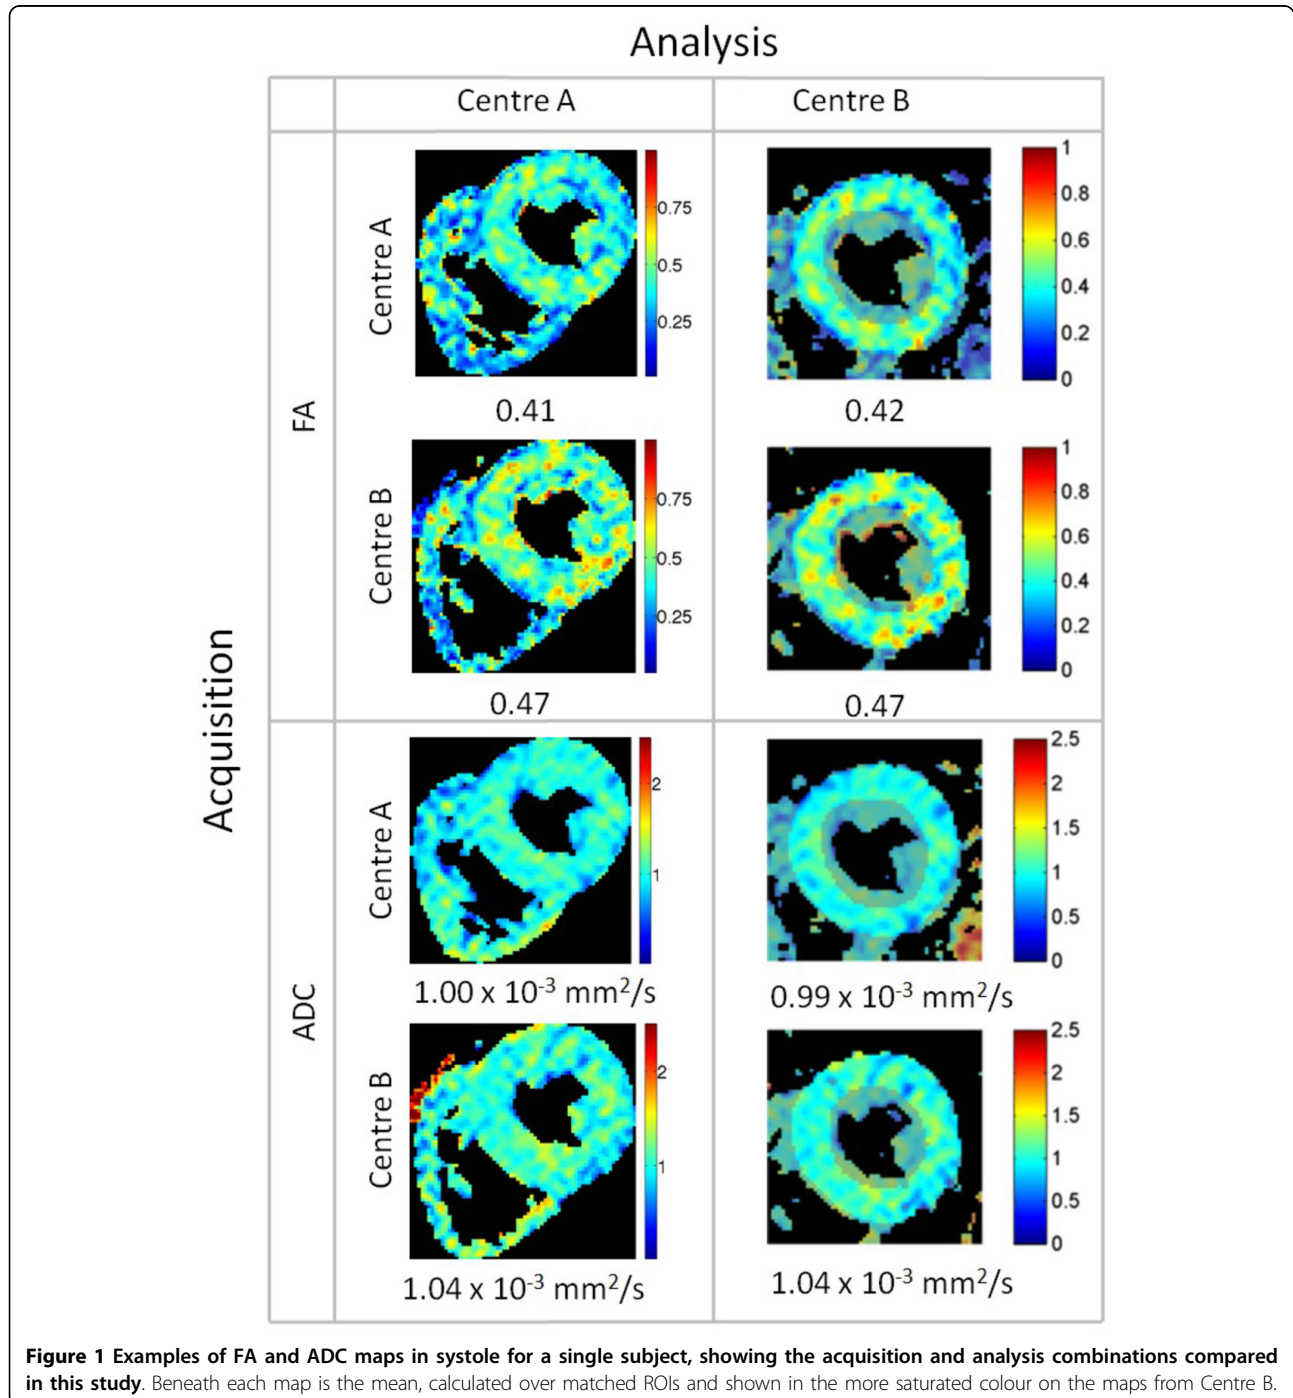 Analysis
Centre A Centre B
Acquisition
FA
Centre A
0.75
0.5
0.25
0.41
1
0.8
0.6
0.4
0.2
0
0.42
Centre B
0.75
0.5
0.25
0.47
1
0.8
0.6
0.4
0.2
0
0.47
ADC
Centre A
2
1
1.00 x 10⁻³ mm²/s
2.5
2
1.5
1
0.5
0
0.99 x 10⁻³ mm²/s
Centre B
2
1
1.04 x 10⁻³ mm²/s
2.5
2
1.5
1
0.5
0
1.04 x 10⁻³ mm²/s
Figure 1 Examples of FA and ADC maps in systole for a single subject, showing the acquisition and analysis combinations compared
in this study. Beneath each map is the mean, calculated over matched ROIs and shown in the more saturated colour on the maps from Centre B.